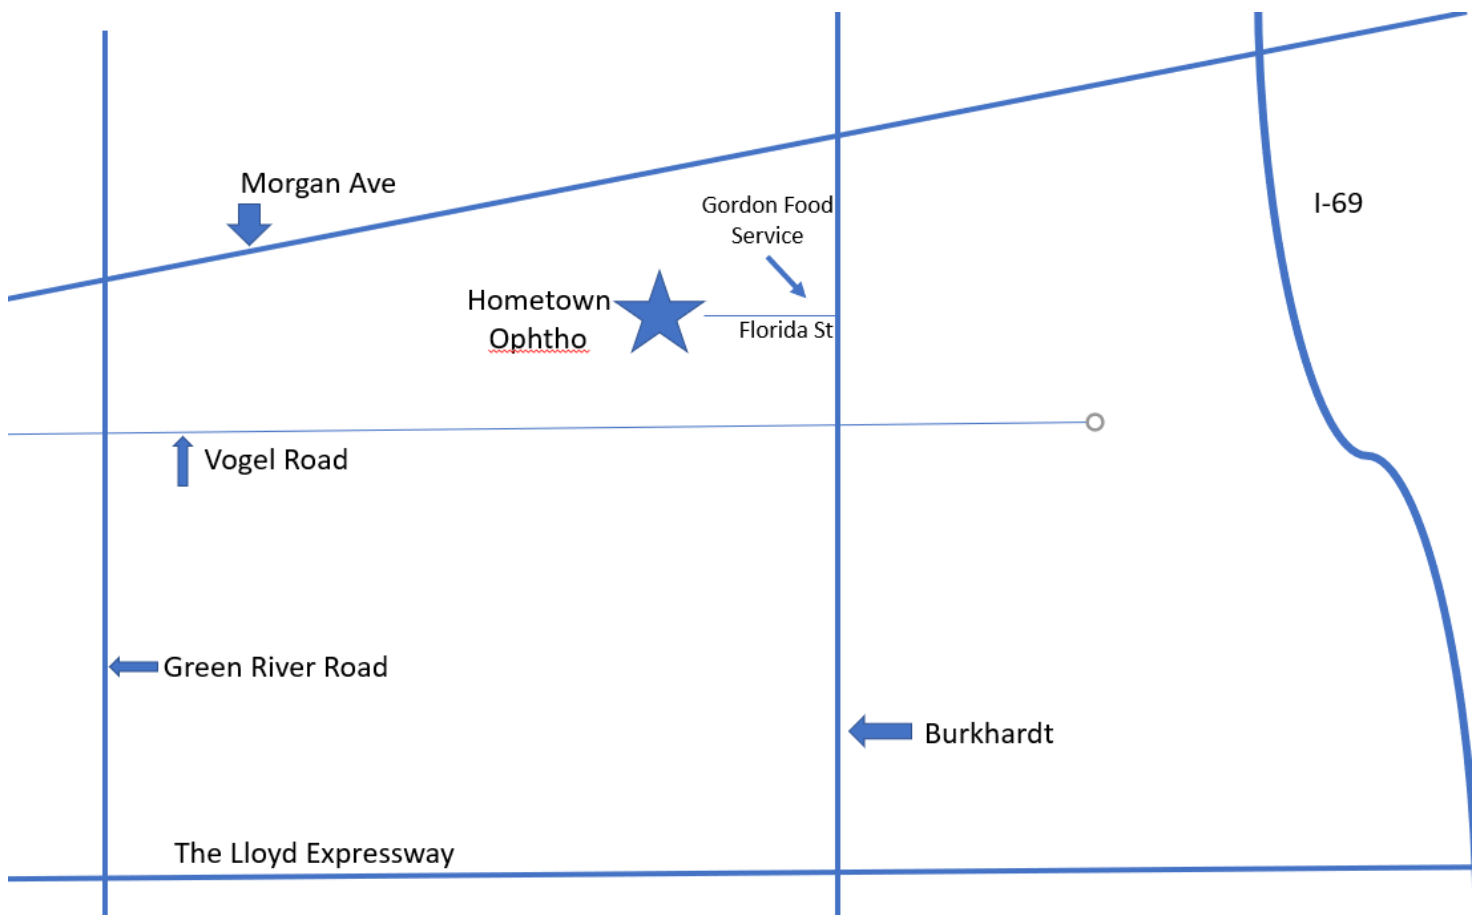 Morgan Ave
Gordon Food
Service
I-69
Hometown
Ophtho
Florida St
Vogel Road
Green River Road
Burkhardt
The Lloyd Expressway